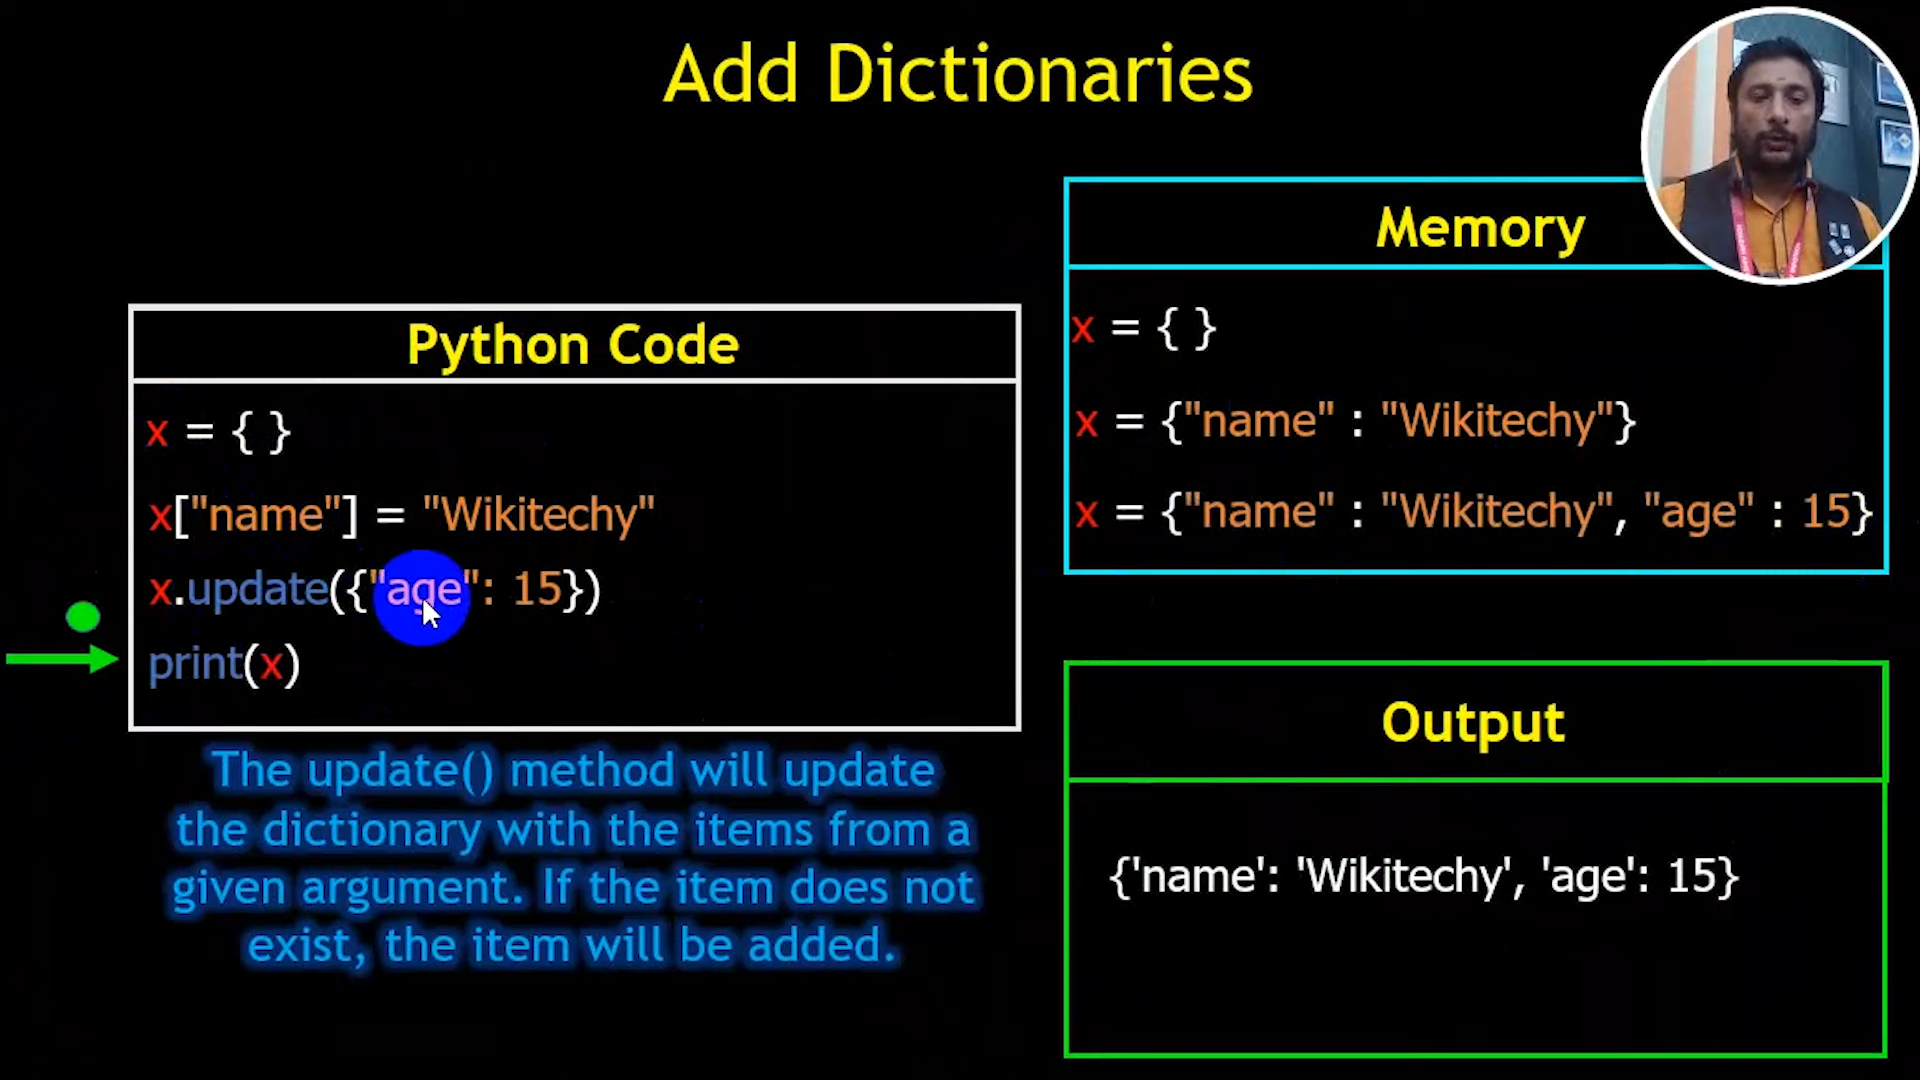 Add Dictionaries
Memory
x = { }
x = {"name" : "Wikitechy"}
x = {"name" : "Wikitechy", "age" : 15}
Python Code
x = { }
x["name"] = "Wikitechy"
x.update({"age": 15})
print(x)
The update() method will update
the dictionary with the items from a
given argument. If the item does not
exist, the item will be added.
Output
{'name': 'Wikitechy', 'age': 15}